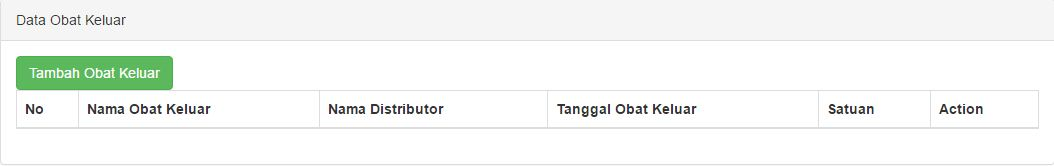 Data Obat Keluar
Tambah Obat Keluar
No Nama Obat Keluar Nama Distributor Tanggal Obat Keluar Satuan Action